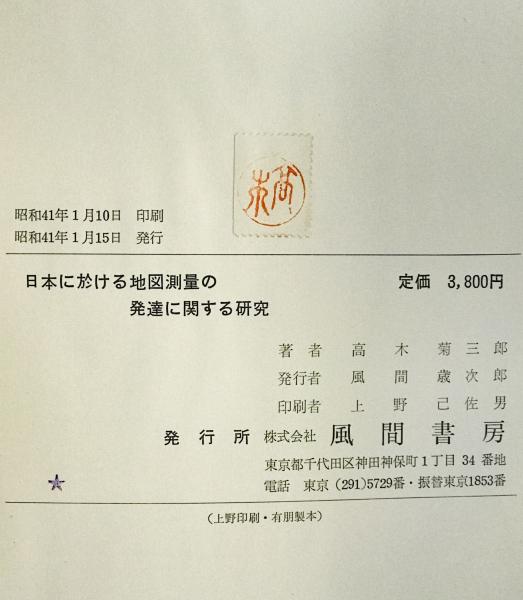 昭和41年1月10日 印刷
昭和41年1月15日 発行
日本に於ける地図測量の
発達に関する研究
定価 3,800円
著者 高木菊三郎
発行者 風間歳次郎
印刷者 上野己佐男
発行所 株式会社 風間書房
東京都千代田区神田神保町1丁目34番地
電話 東京(291)5729番・振替東京1853番
(上野印刷・有朋製本)